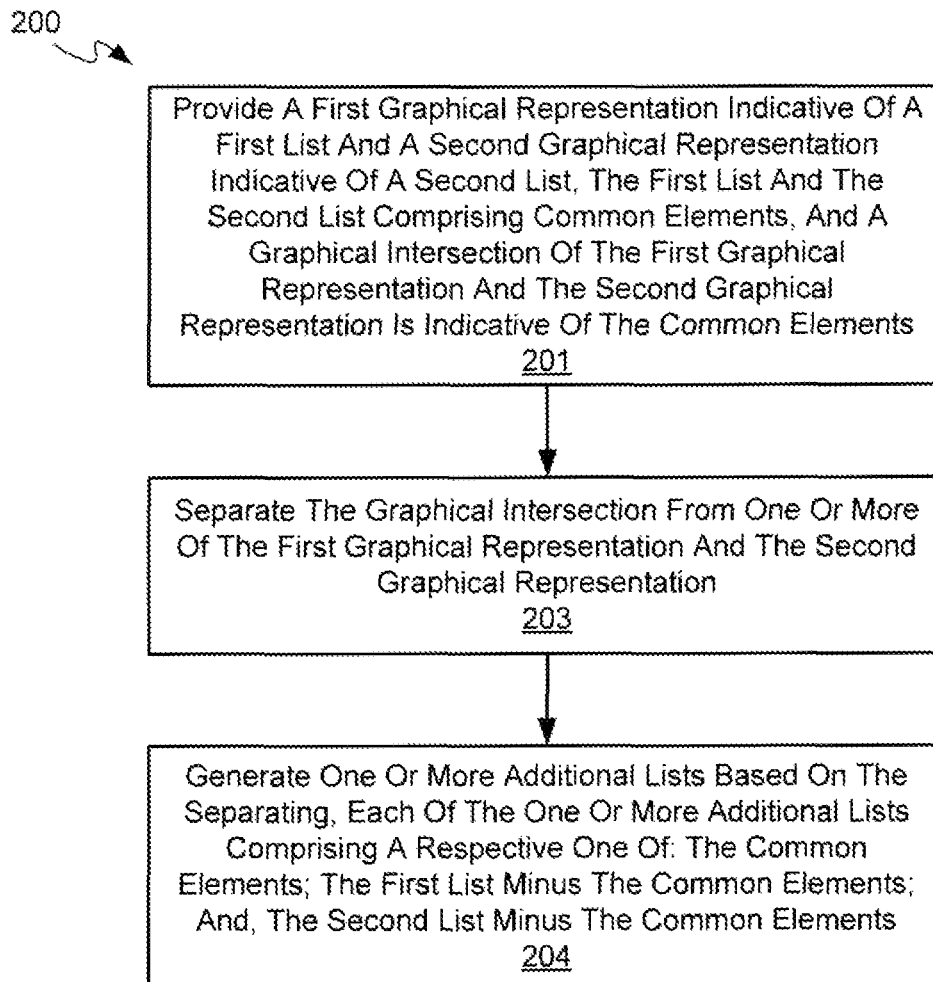 200
Provide A First Graphical Representation Indicative Of A
First List And A Second Graphical Representation
Indicative Of A Second List, The First List And The
Second List Comprising Common Elements, And A
Graphical Intersection Of The First Graphical
Representation And The Second Graphical
Representation Is Indicative Of The Common Elements
201
Separate The Graphical Intersection From One Or More
Of The First Graphical Representation And The Second
Graphical Representation
203
Generate One Or More Additional Lists Based On The
Separating, Each Of The One Or More Additional Lists
Comprising A Respective One Of: The Common
Elements; The First List Minus The Common Elements;
And, The Second List Minus The Common Elements
204